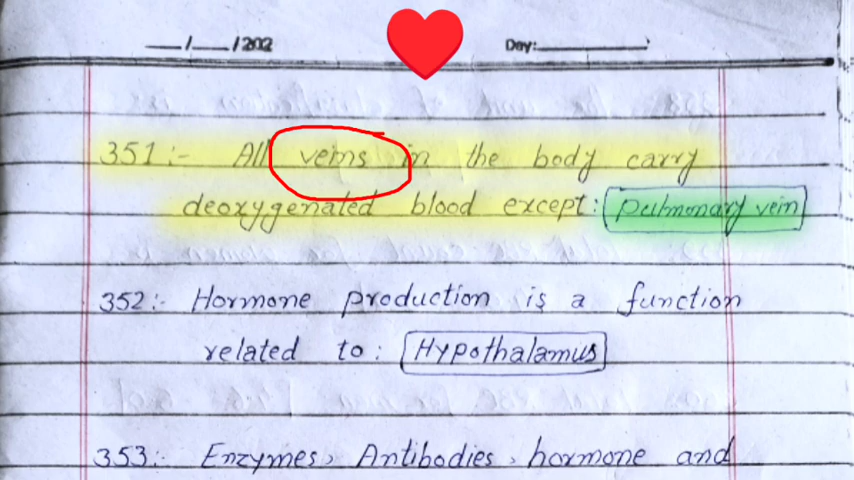 __/__/202 Day:________
351:- All veins in the body carry
deoxygenated blood except: pulmonary vein
352:- Hormone production is a function
related to: Hypothalamus
353:- Enzymes, Antibodies, hormone and